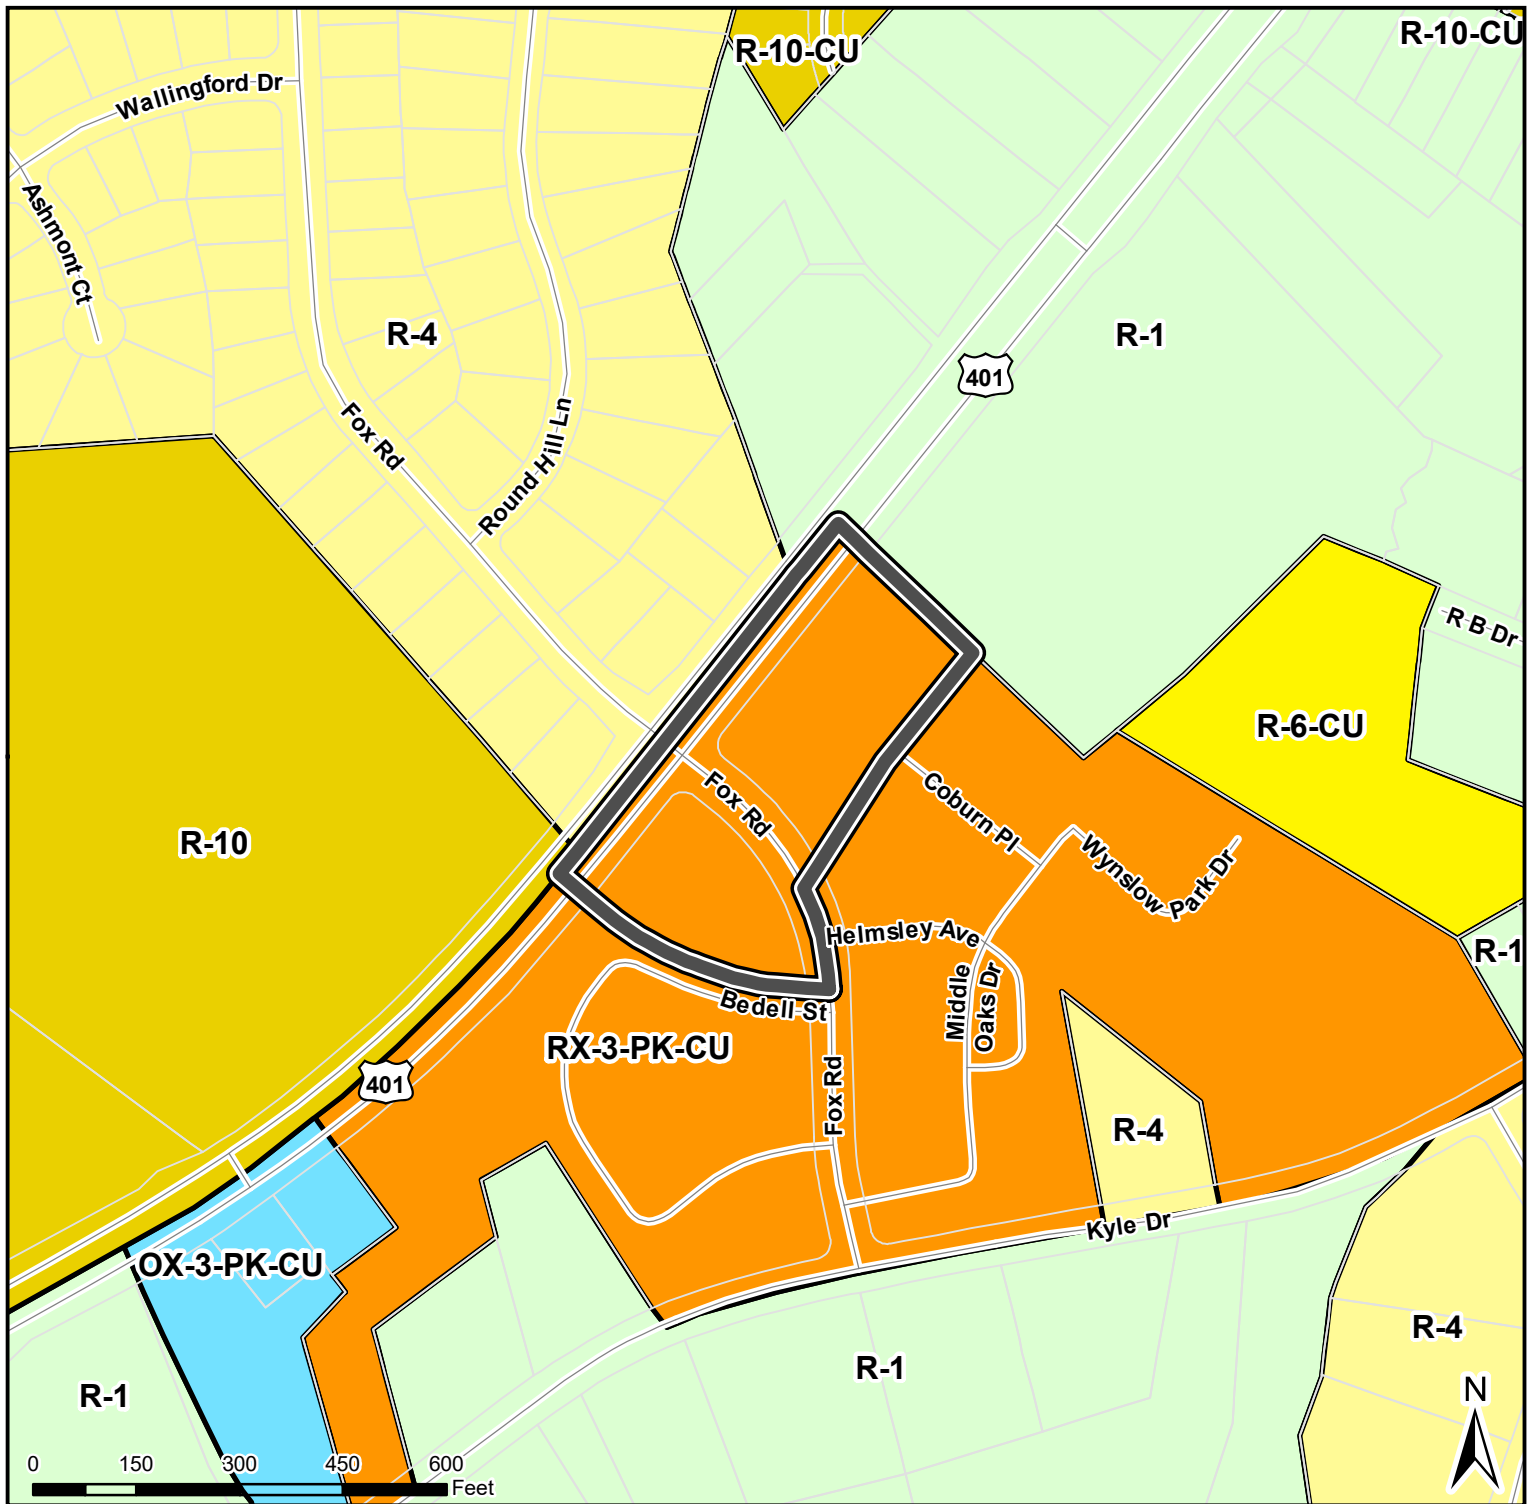 R-10-CU
R-10-CU
Wallingford Dr
Ashmont Ct
R-4
R-1
401
Fox Rd
Round Hill Ln
R B Dr
R-6-CU
Fox Rd
Coburn Pl
R-10
Wynslow
Park Dr
Helmsley Ave
R-1
Middle
Oaks Dr
Bedell St
RX-3-PK-CU
401
Fox Rd
R-4
Kyle Dr
OX-3-PK-CU
R-4
R-1
R-1
N
0 150 300 450 600
Feet